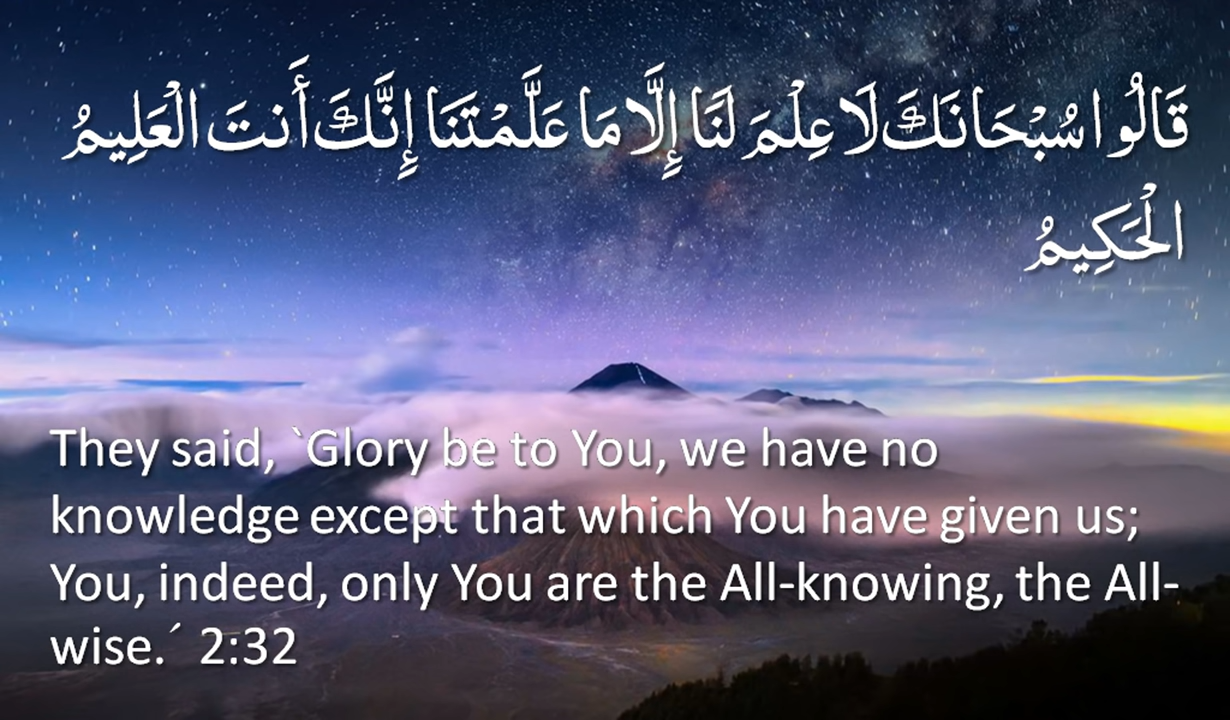 قَالُوا سُبْحَانَكَ لَا عِلْمَ لَنَا إِلَّا مَا عَلَّمْتَنَا إِنَّكَ أَنتَ الْعَلِيمُ
الْحَكِيمُ
They said, `Glory be to You, we have no
knowledge except that which You have given us;
You, indeed, only You are the All-knowing, the All-
wise.´ 2:32